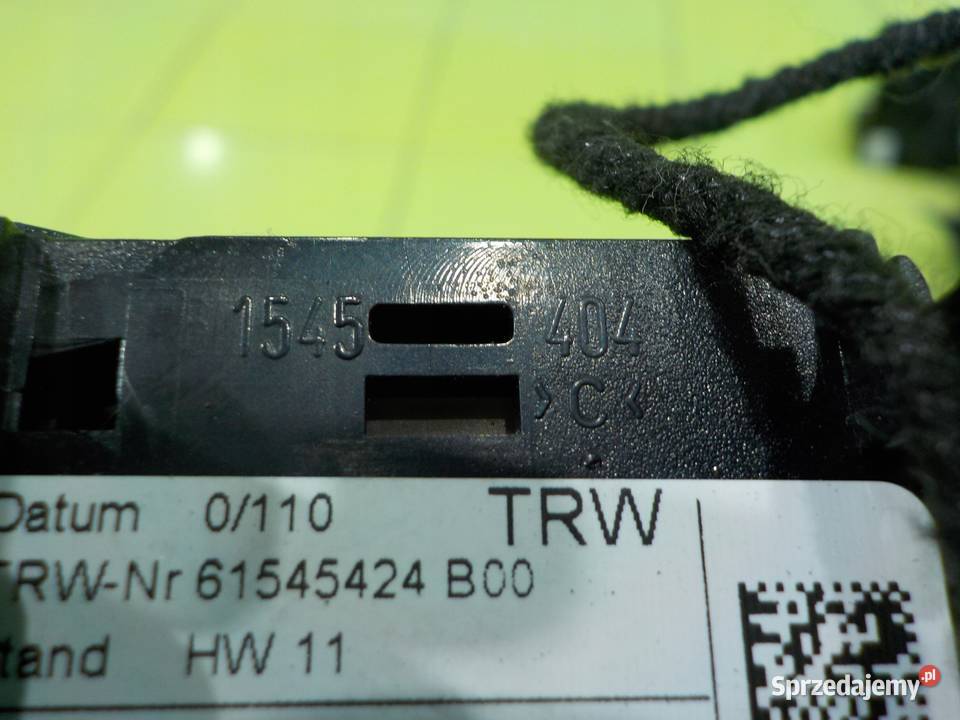 1545 404
>C<
Datum 0/110 TRW
TRW-Nr 61545424 B00
tand HW 11
Sprzedajemy.pl